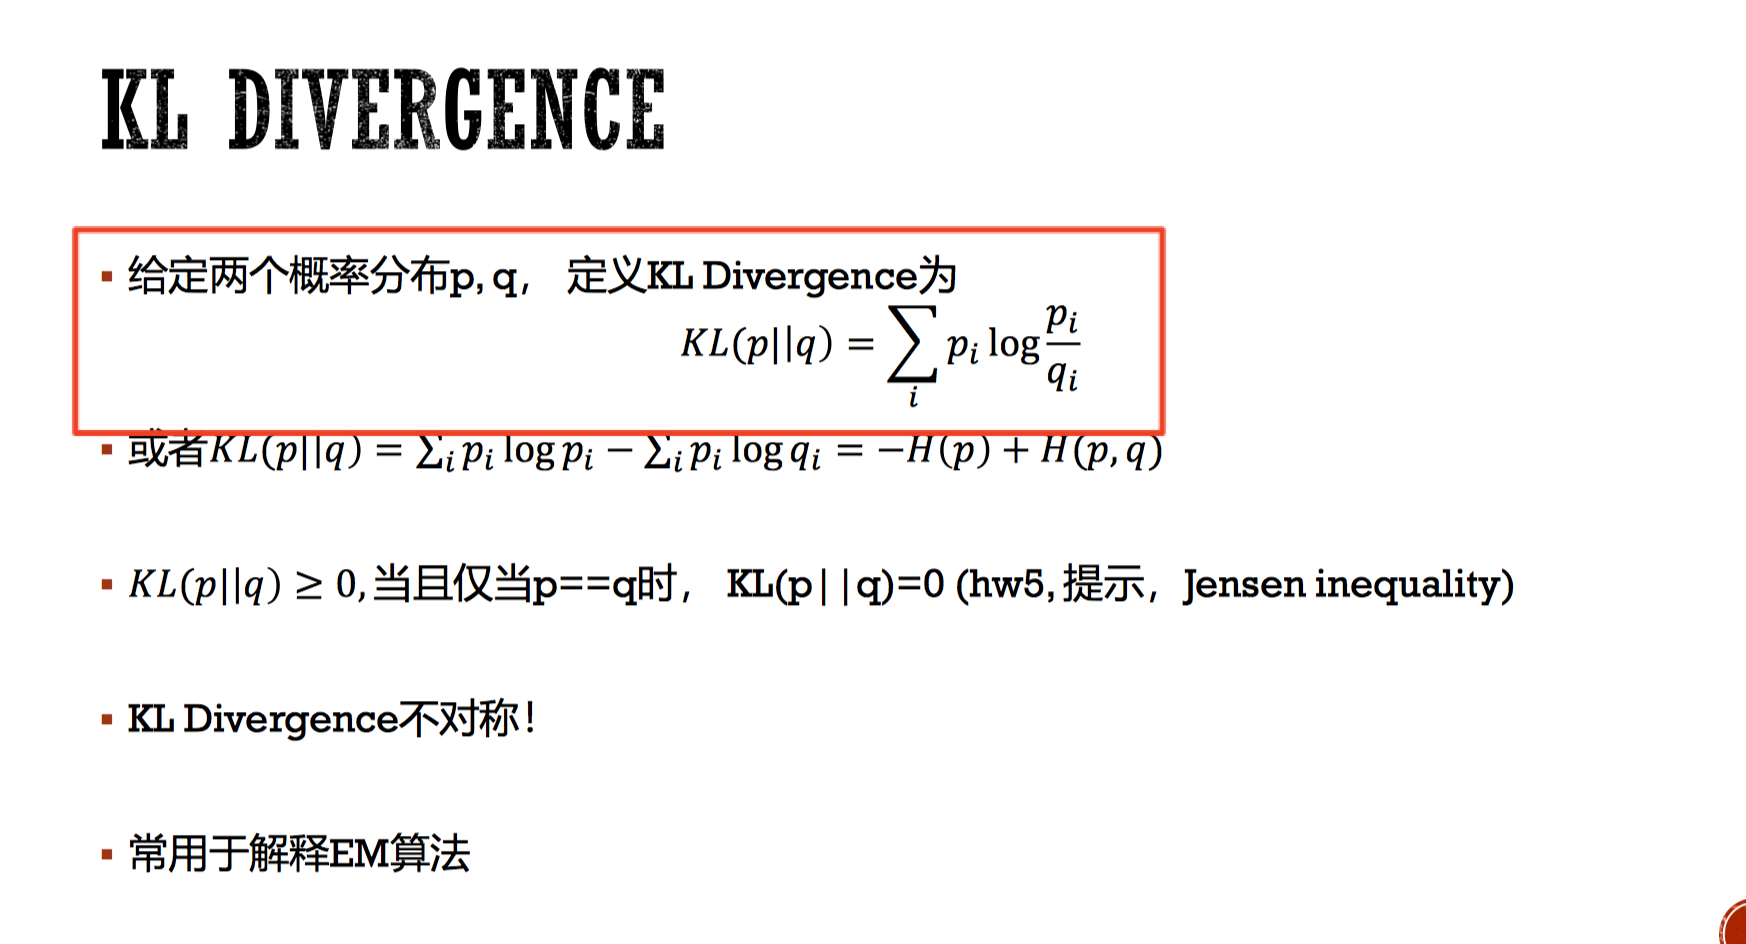 KL DIVERGENCE
▪ 给定两个概率分布p, q， 定义KL Divergence为
$KL(p||q) = \sum_i p_i \log \frac{p_i}{q_i}$
▪ 或者$KL(p||q) = \sum_i p_i \log p_i - \sum_i p_i \log q_i = -H(p) + H(p, q)$
▪ $KL(p||q) \geq 0$, 当且仅当p==q时， KL(p||q)=0 (hw5, 提示，Jensen inequality)
▪ KL Divergence不对称！
▪ 常用于解释EM算法